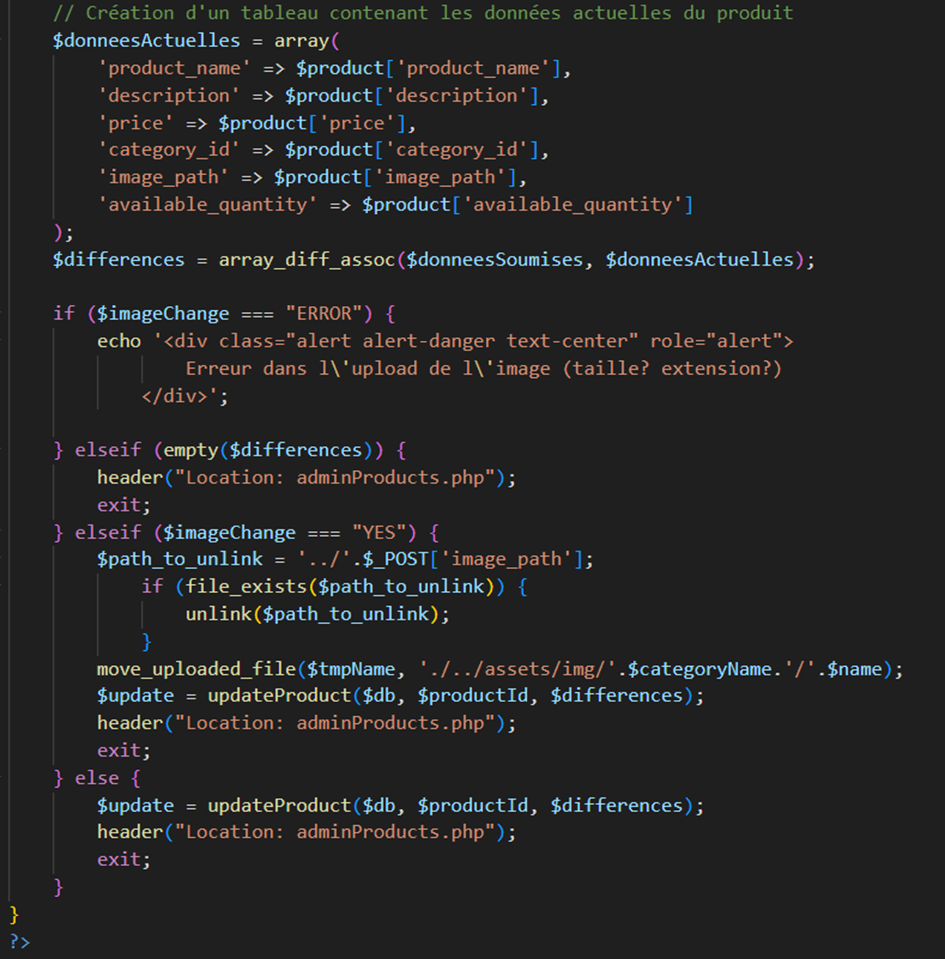 // Création d'un tableau contenant les données actuelles du produit
$donneesActuelles = array(
'product_name' => $product['product_name'],
'description' => $product['description'],
'price' => $product['price'],
'category_id' => $product['category_id'],
'image_path' => $product['image_path'],
'available_quantity' => $product['available_quantity']
);
$differences = array_diff_assoc($donneesSoumises, $donneesActuelles);
if ($imageChange === "ERROR") {
echo '<div class="alert alert-danger text-center" role="alert">
Erreur dans l\'upload de l\'image (taille? extension?)
</div>';
} elseif (empty($differences)) {
header("Location: adminProducts.php");
exit;
} elseif ($imageChange === "YES") {
$path_to_unlink = '../'.$_POST['image_path'];
if (file_exists($path_to_unlink)) {
unlink($path_to_unlink);
}
move_uploaded_file($tmpName, './../assets/img/'.$categoryName.'/'.$name);
$update = updateProduct($db, $productId, $differences);
header("Location: adminProducts.php");
exit;
} else {
$update = updateProduct($db, $productId, $differences);
header("Location: adminProducts.php");
exit;
}
}
?>